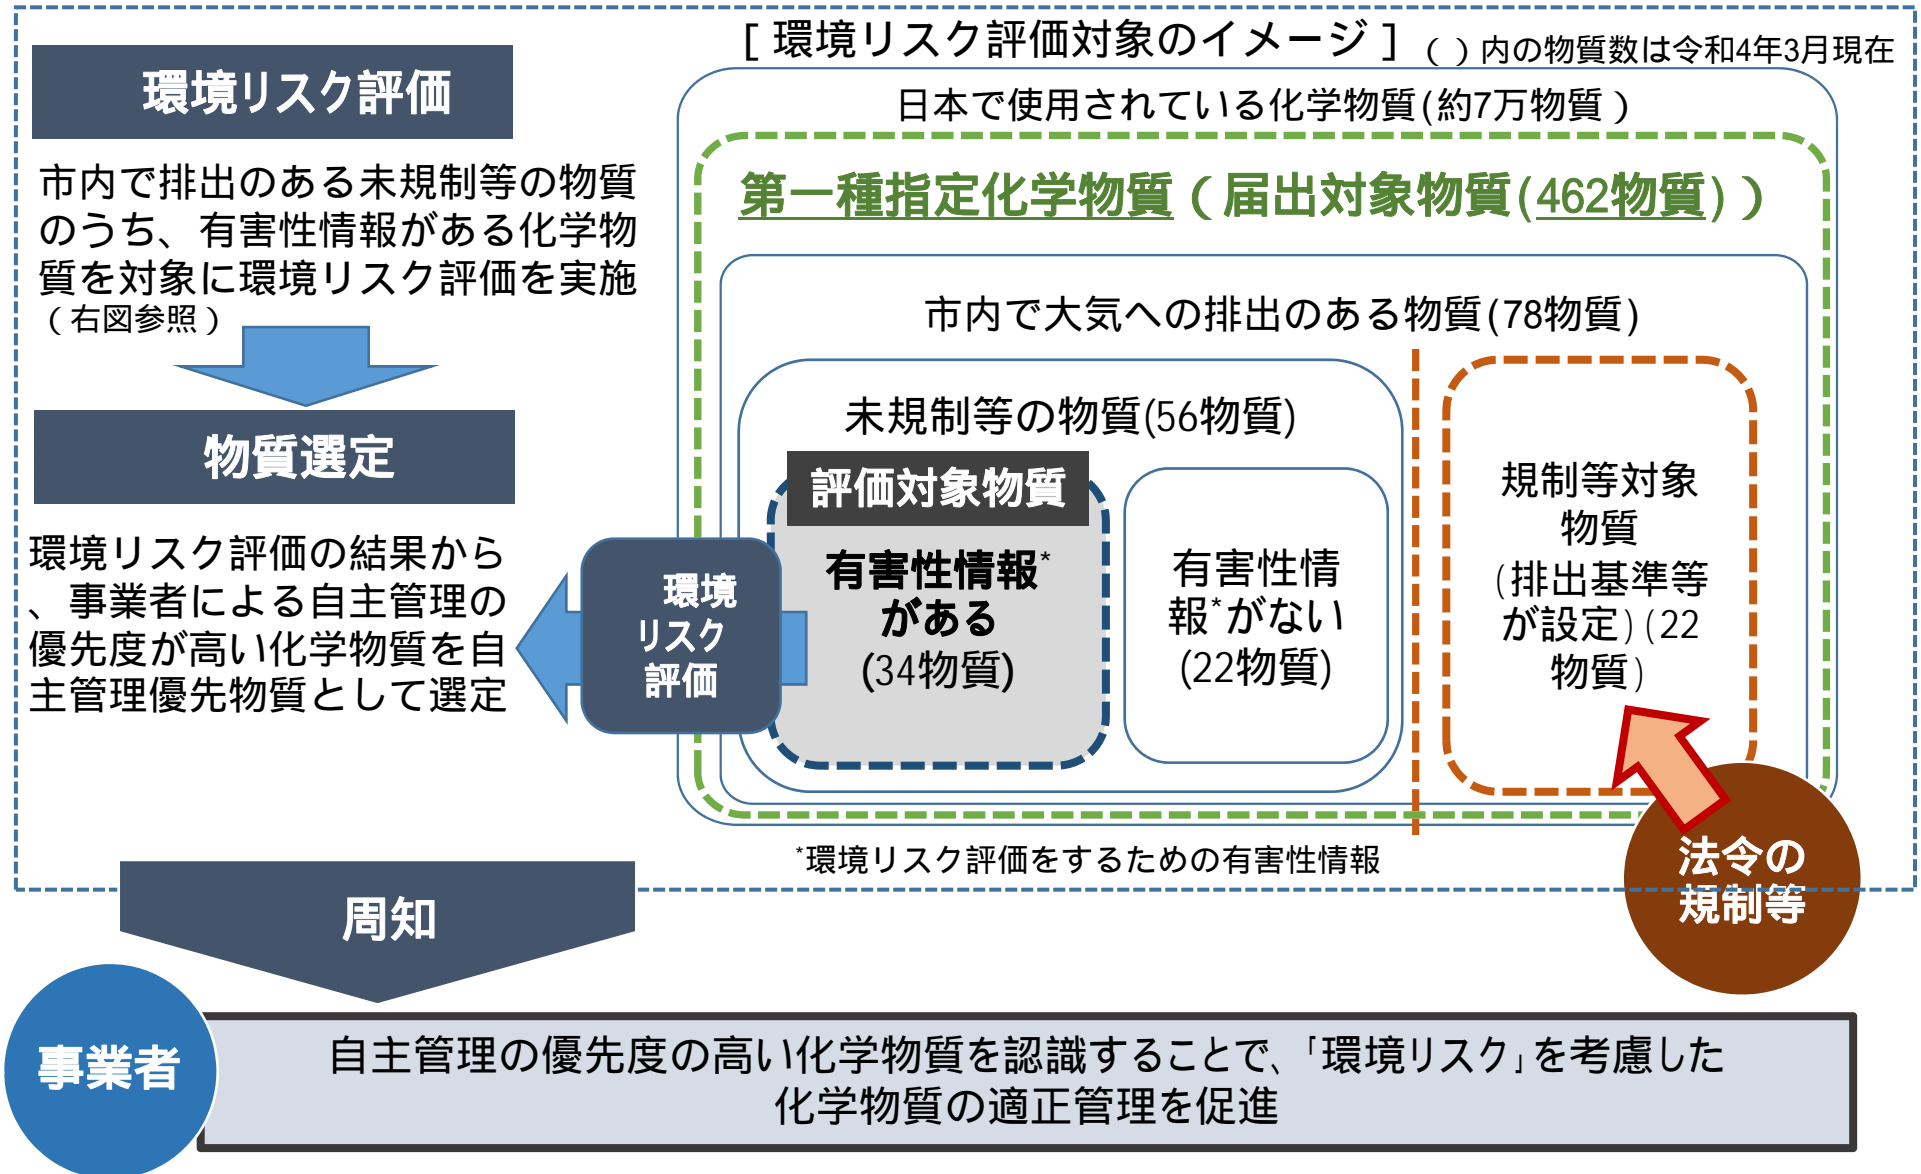 [ 環境リスク評価対象のイメージ ] ( ) 内の物質数は令和4年3月現在
環境リスク評価
市内で排出のある未規制等の物質
のうち、有害性情報がある化学物
質を対象に環境リスク評価を実施
(右図参照)
物質選定
環境リスク評価の結果から
、事業者による自主管理の
優先度が高い化学物質を自
主管理優先物質として選定
日本で使用されている化学物質(約7万物質)
第一種指定化学物質(届出対象物質(462物質))
市内で大気への排出のある物質(78物質)
未規制等の物質(56物質)
評価対象物質
有害性情報*
がある
(34物質)
有害性情
報*がない
(22物質)
規制等対象
物質
(排出基準等
が設定)(22
物質)
環境
リスク
評価
*環境リスク評価をするための有害性情報
法令の
規制等
周知
事業者
自主管理の優先度の高い化学物質を認識することで、「環境リスク」を考慮した
化学物質の適正管理を促進